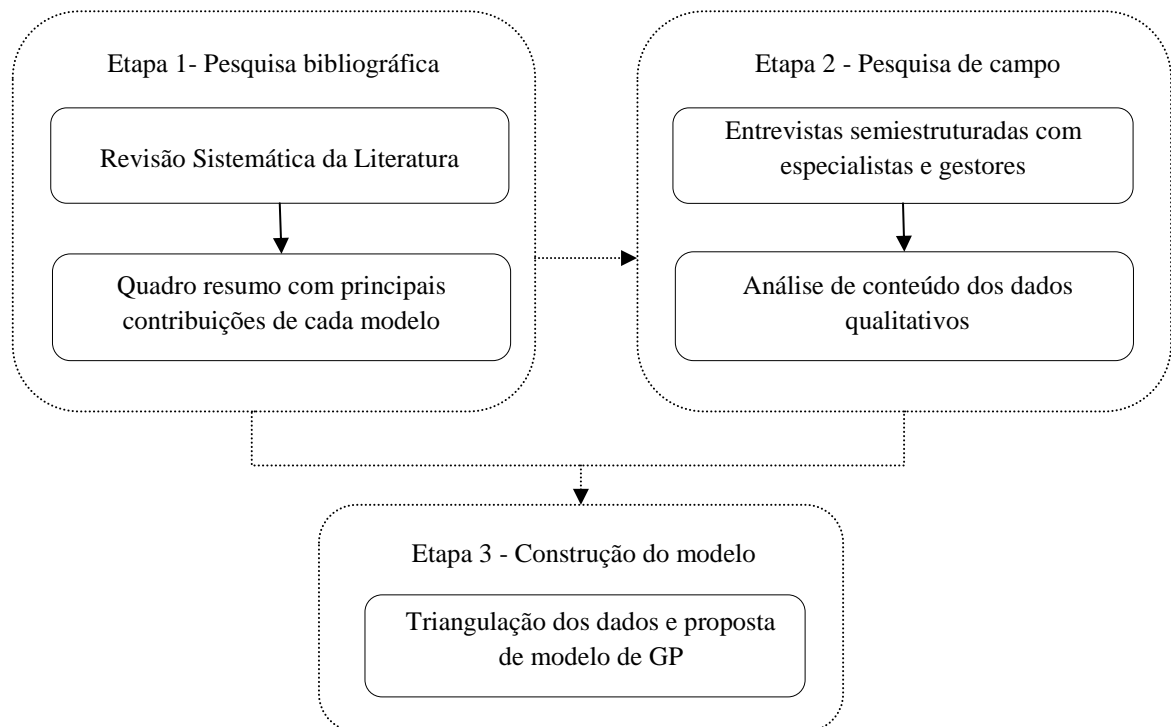 Etapa 1- Pesquisa bibliográfica
Revisão Sistemática da Literatura
Quadro resumo com principais
contribuições de cada modelo
Etapa 2 - Pesquisa de campo
Entrevistas semiestruturadas com
especialistas e gestores
Análise de conteúdo dos dados
qualitativos
Etapa 3 - Construção do modelo
Triangulação dos dados e proposta
de modelo de GP